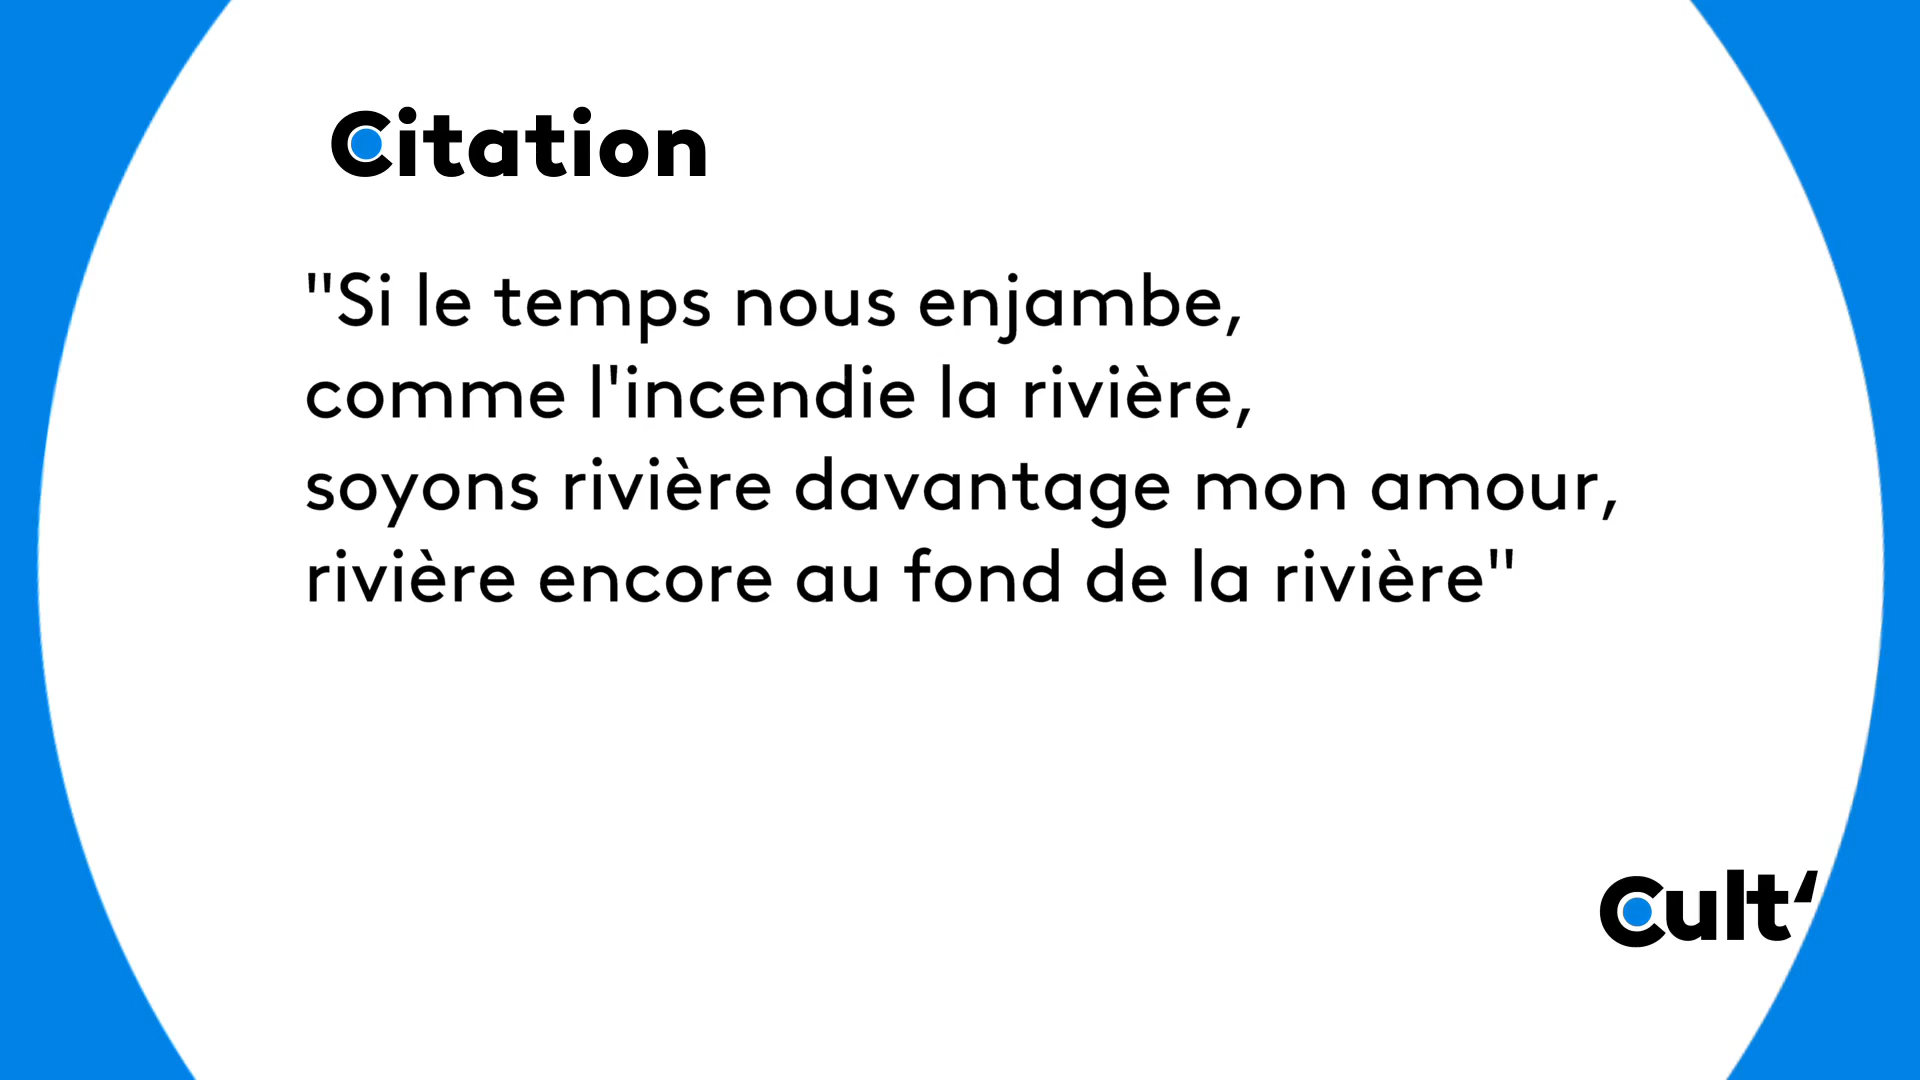 Citation
"Si le temps nous enjambe,
comme l'incendie la rivière,
soyons rivière davantage mon amour,
rivière encore au fond de la rivière"
Cult'